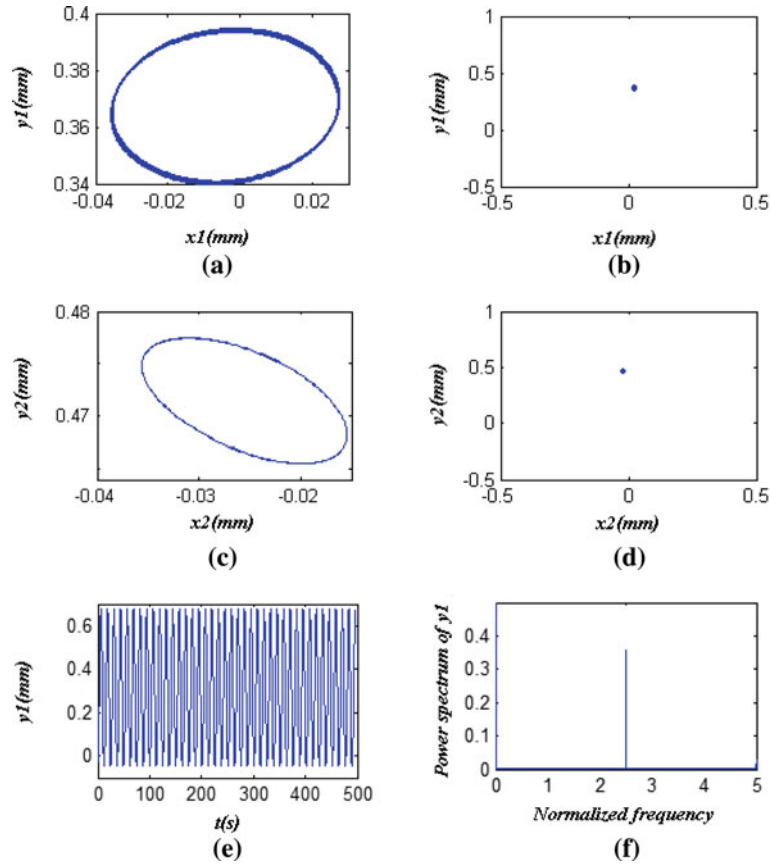 0.4
0.38
0.36
0.34
y1(mm)
-0.04
-0.02
0
0.02
x1(mm)
(a)
1
0.5
0
-0.5
y1(mm)
-0.5
0
0.5
x1(mm)
(b)
0.48
0.47
y2(mm)
-0.04
-0.03
-0.02
x2(mm)
(c)
1
0.5
0
-0.5
y2(mm)
-0.5
0
0.5
x2(mm)
(d)
0.6
0.4
0.2
0
y1(mm)
0
100
200
300
400
500
t(s)
(e)
0.4
0.3
0.2
0.1
0
Power spectrum of y1
0
1
2
3
4
5
Normalized frequency
(f)